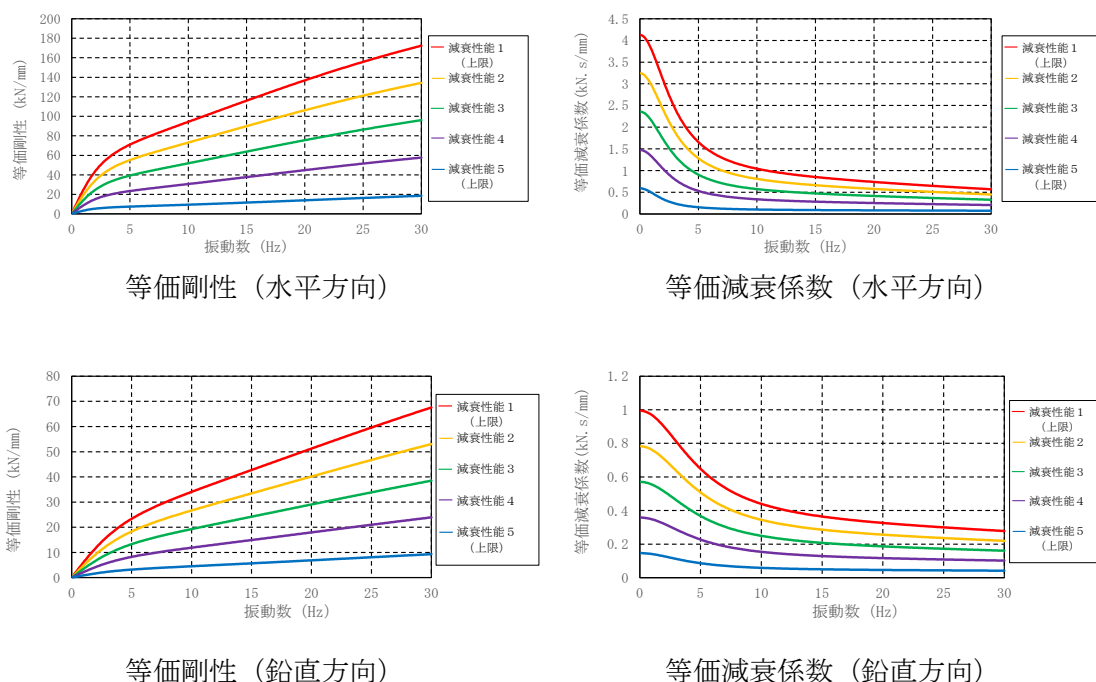 200
180
160
140
120
100
80
60
40
20
0
等価剛性 (kN/mm)
0 5 10 15 20 25 30
振動数 (Hz)
減衰性能1
(上限)
減衰性能2
減衰性能3
減衰性能4
減衰性能5
(上限)
等価剛性（水平方向）
4.5
4
3.5
3
2.5
2
1.5
1
0.5
0
等価減衰係数(kN.s/mm)
0 5 10 15 20 25 30
振動数 (Hz)
減衰性能1
(上限)
減衰性能2
減衰性能3
減衰性能4
減衰性能5
(上限)
等価減衰係数（水平方向）
80
70
60
50
40
30
20
10
0
等価剛性 (kN/mm)
0 5 10 15 20 25 30
振動数 (Hz)
減衰性能1
(上限)
減衰性能2
減衰性能3
減衰性能4
減衰性能5
(上限)
等価剛性（鉛直方向）
1.2
1
0.8
0.6
0.4
0.2
0
等価減衰係数(kN.s/mm)
0 5 10 15 20 25 30
振動数 (Hz)
減衰性能1
(上限)
減衰性能2
減衰性能3
減衰性能4
減衰性能5
(上限)
等価減衰係数（鉛直方向）